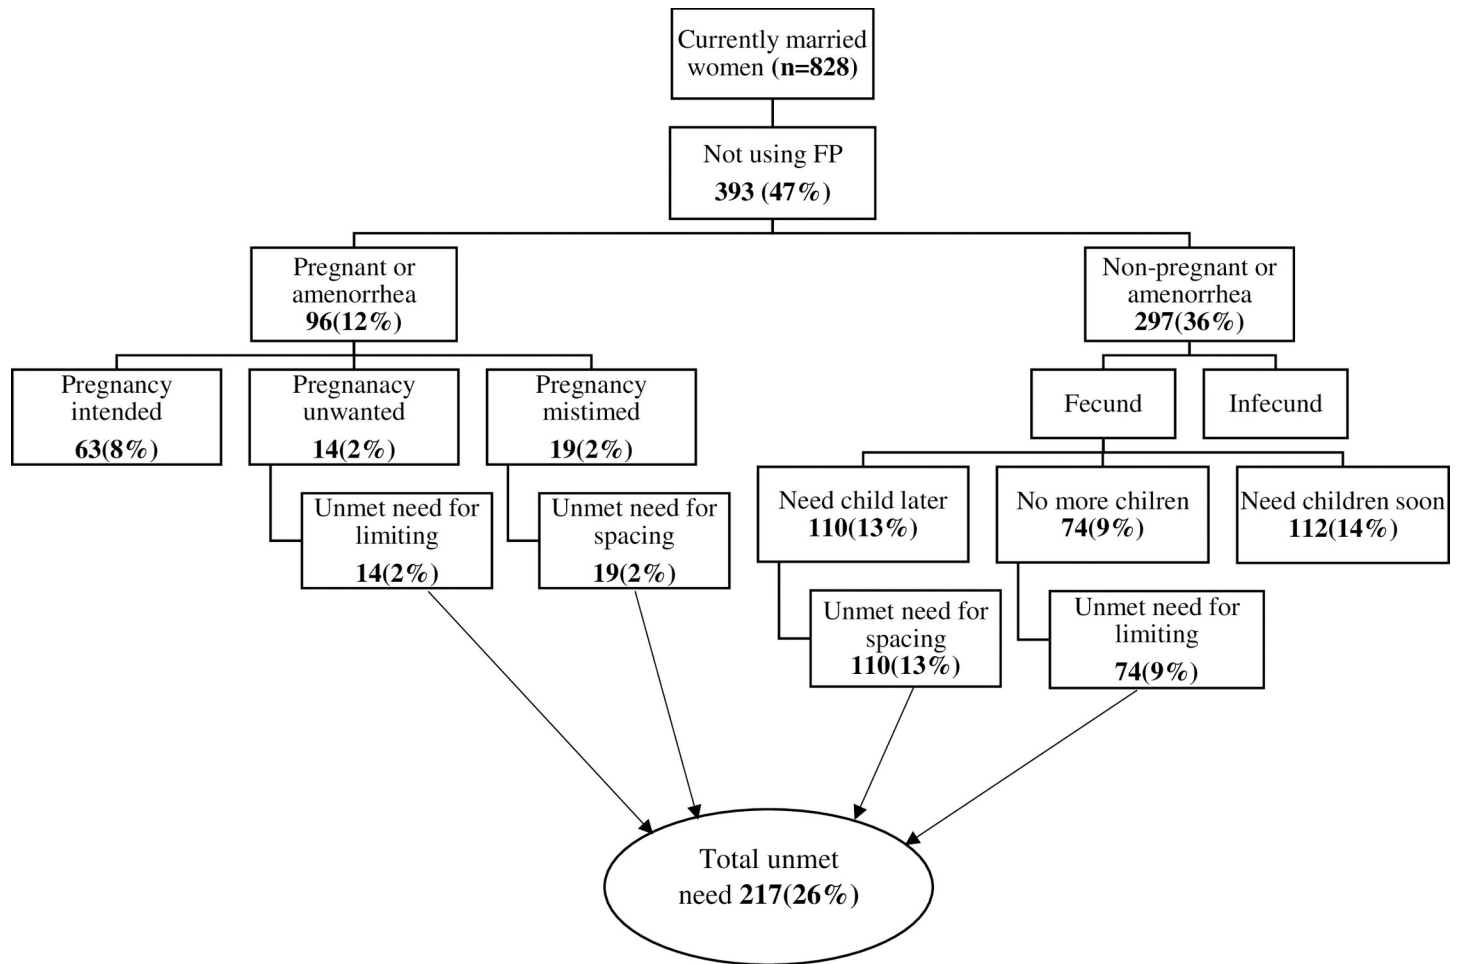 Currently married
women (n=828)
Not using FP
393 (47%)
Pregnant or
amenorrhea
96(12%)
Non-pregnant or
amenorrhea
297(36%)
Pregnancy
intended
63(8%)
Pregnanacy
unwanted
14(2%)
Pregnancy
mistimed
19(2%)
Fecund
Infecund
Unmet need for
limiting
14(2%)
Unmet need for
spacing
19(2%)
Need child later
110(13%)
No more chilren
74(9%)
Need children soon
112(14%)
Unmet need for
spacing
110(13%)
Unmet need for
limiting
74(9%)
Total unmet
need 217(26%)